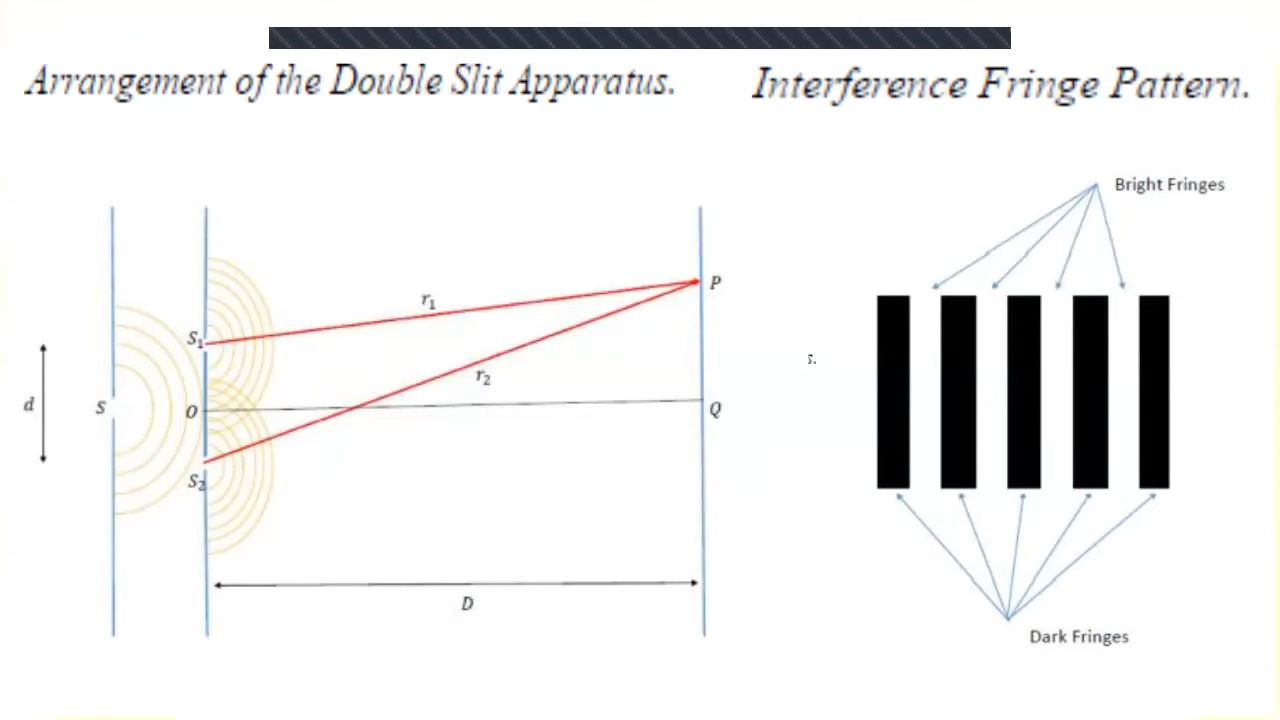 Arrangement of the Double Slit Apparatus.
Interference Fringe Pattern.
Bright Fringes
r₁
P
S₁
s.
d
S
O
r₂
Q
S₂
D
Dark Fringes